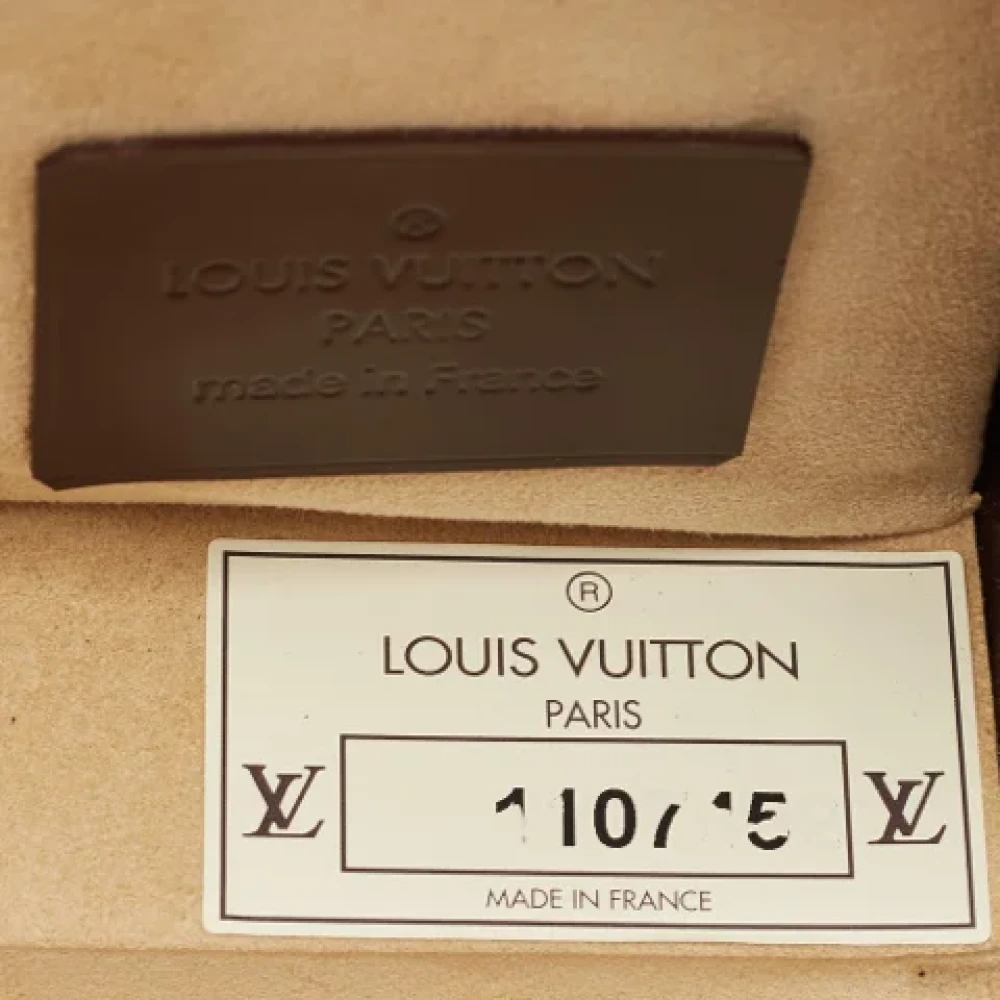 ®
LOUIS VUITTON
PARIS
made in France
®
LOUIS VUITTON
PARIS
LV
LV
MADE IN FRANCE